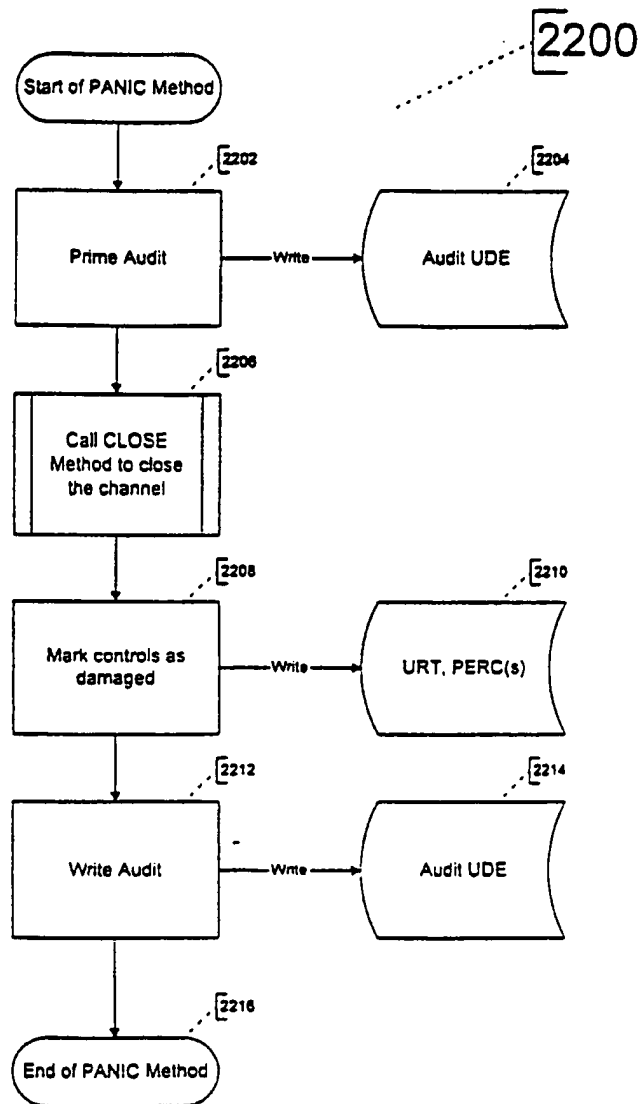 2200
Start of PANIC Method
2202
2204
Prime Audit
Write
Audit UDE
2206
Call CLOSE
Method to close
the channel
2208
2210
Mark controls as
damaged
Write
URT, PERC(s)
2212
2214
Write Audit
Write
Audit UDE
2216
End of PANIC Method